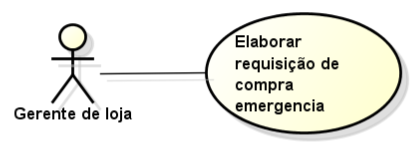 Elaborar
requisição de
compra
emergencia
Gerente de loja